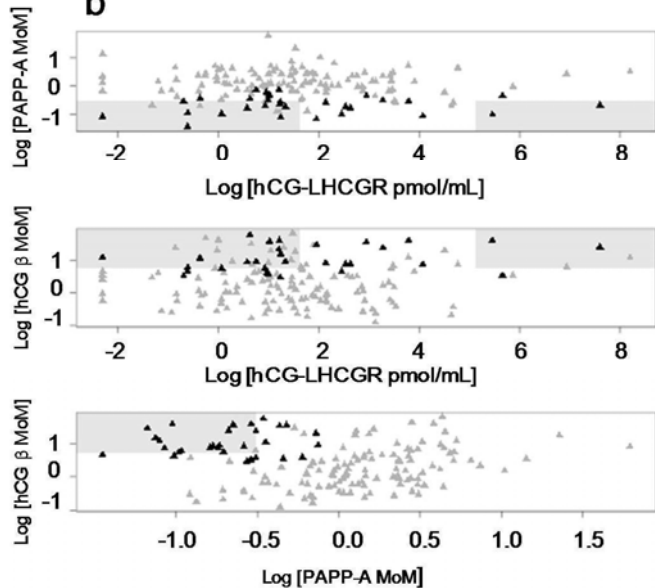 b
Log [PAPP-A MoM]
1
0
-1
-2 0 2 4 6 8
Log [hCG-LHCGR pmol/mL]
Log [hCG β MoM]
1
0
-1
-2 0 2 4 6 8
Log [hCG-LHCGR pmol/mL]
Log [hCG β MoM]
1
0
-1
-1.0 -0.5 0.0 0.5 1.0 1.5
Log [PAPP-A MoM]